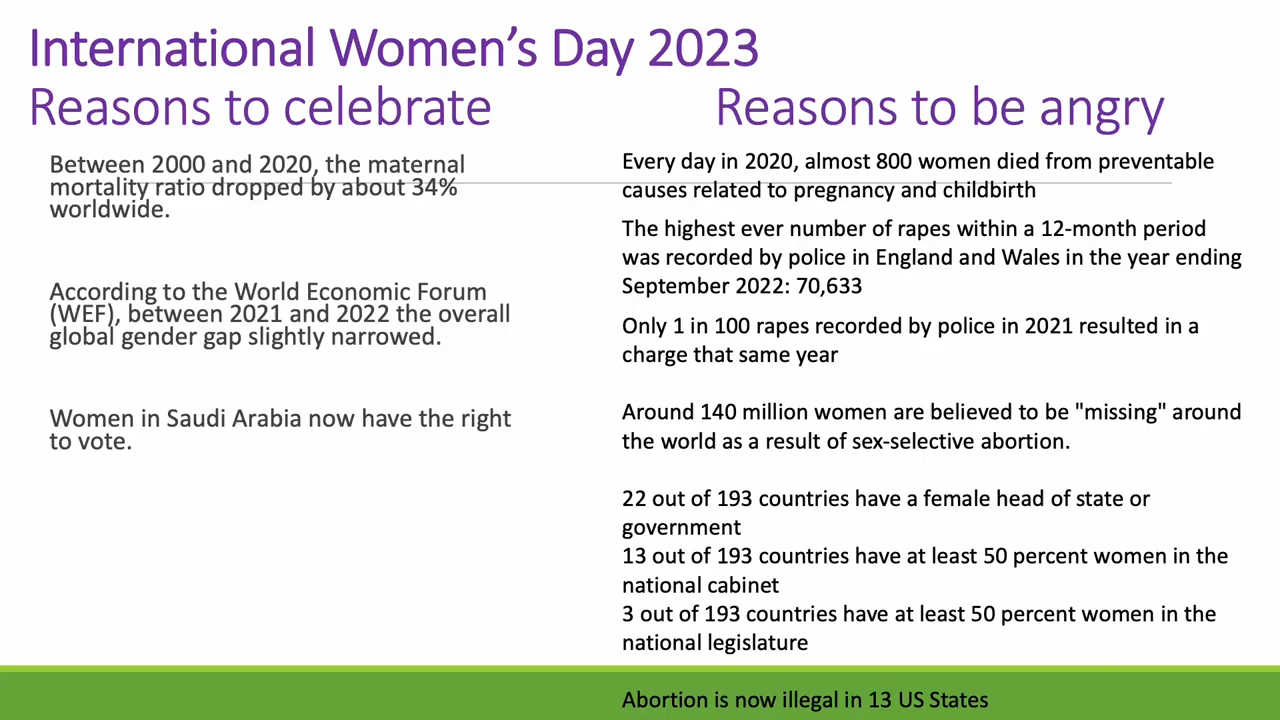 International Women’s Day 2023
Reasons to celebrate
Between 2000 and 2020, the maternal
mortality ratio dropped by about 34%
worldwide.
According to the World Economic Forum
(WEF), between 2021 and 2022 the overall
global gender gap slightly narrowed.
Women in Saudi Arabia now have the right
to vote.
Reasons to be angry
Every day in 2020, almost 800 women died from preventable
causes related to pregnancy and childbirth
The highest ever number of rapes within a 12-month period
was recorded by police in England and Wales in the year ending
September 2022: 70,633
Only 1 in 100 rapes recorded by police in 2021 resulted in a
charge that same year
Around 140 million women are believed to be "missing" around
the world as a result of sex-selective abortion.
22 out of 193 countries have a female head of state or
government
13 out of 193 countries have at least 50 percent women in the
national cabinet
3 out of 193 countries have at least 50 percent women in the
national legislature
Abortion is now illegal in 13 US States